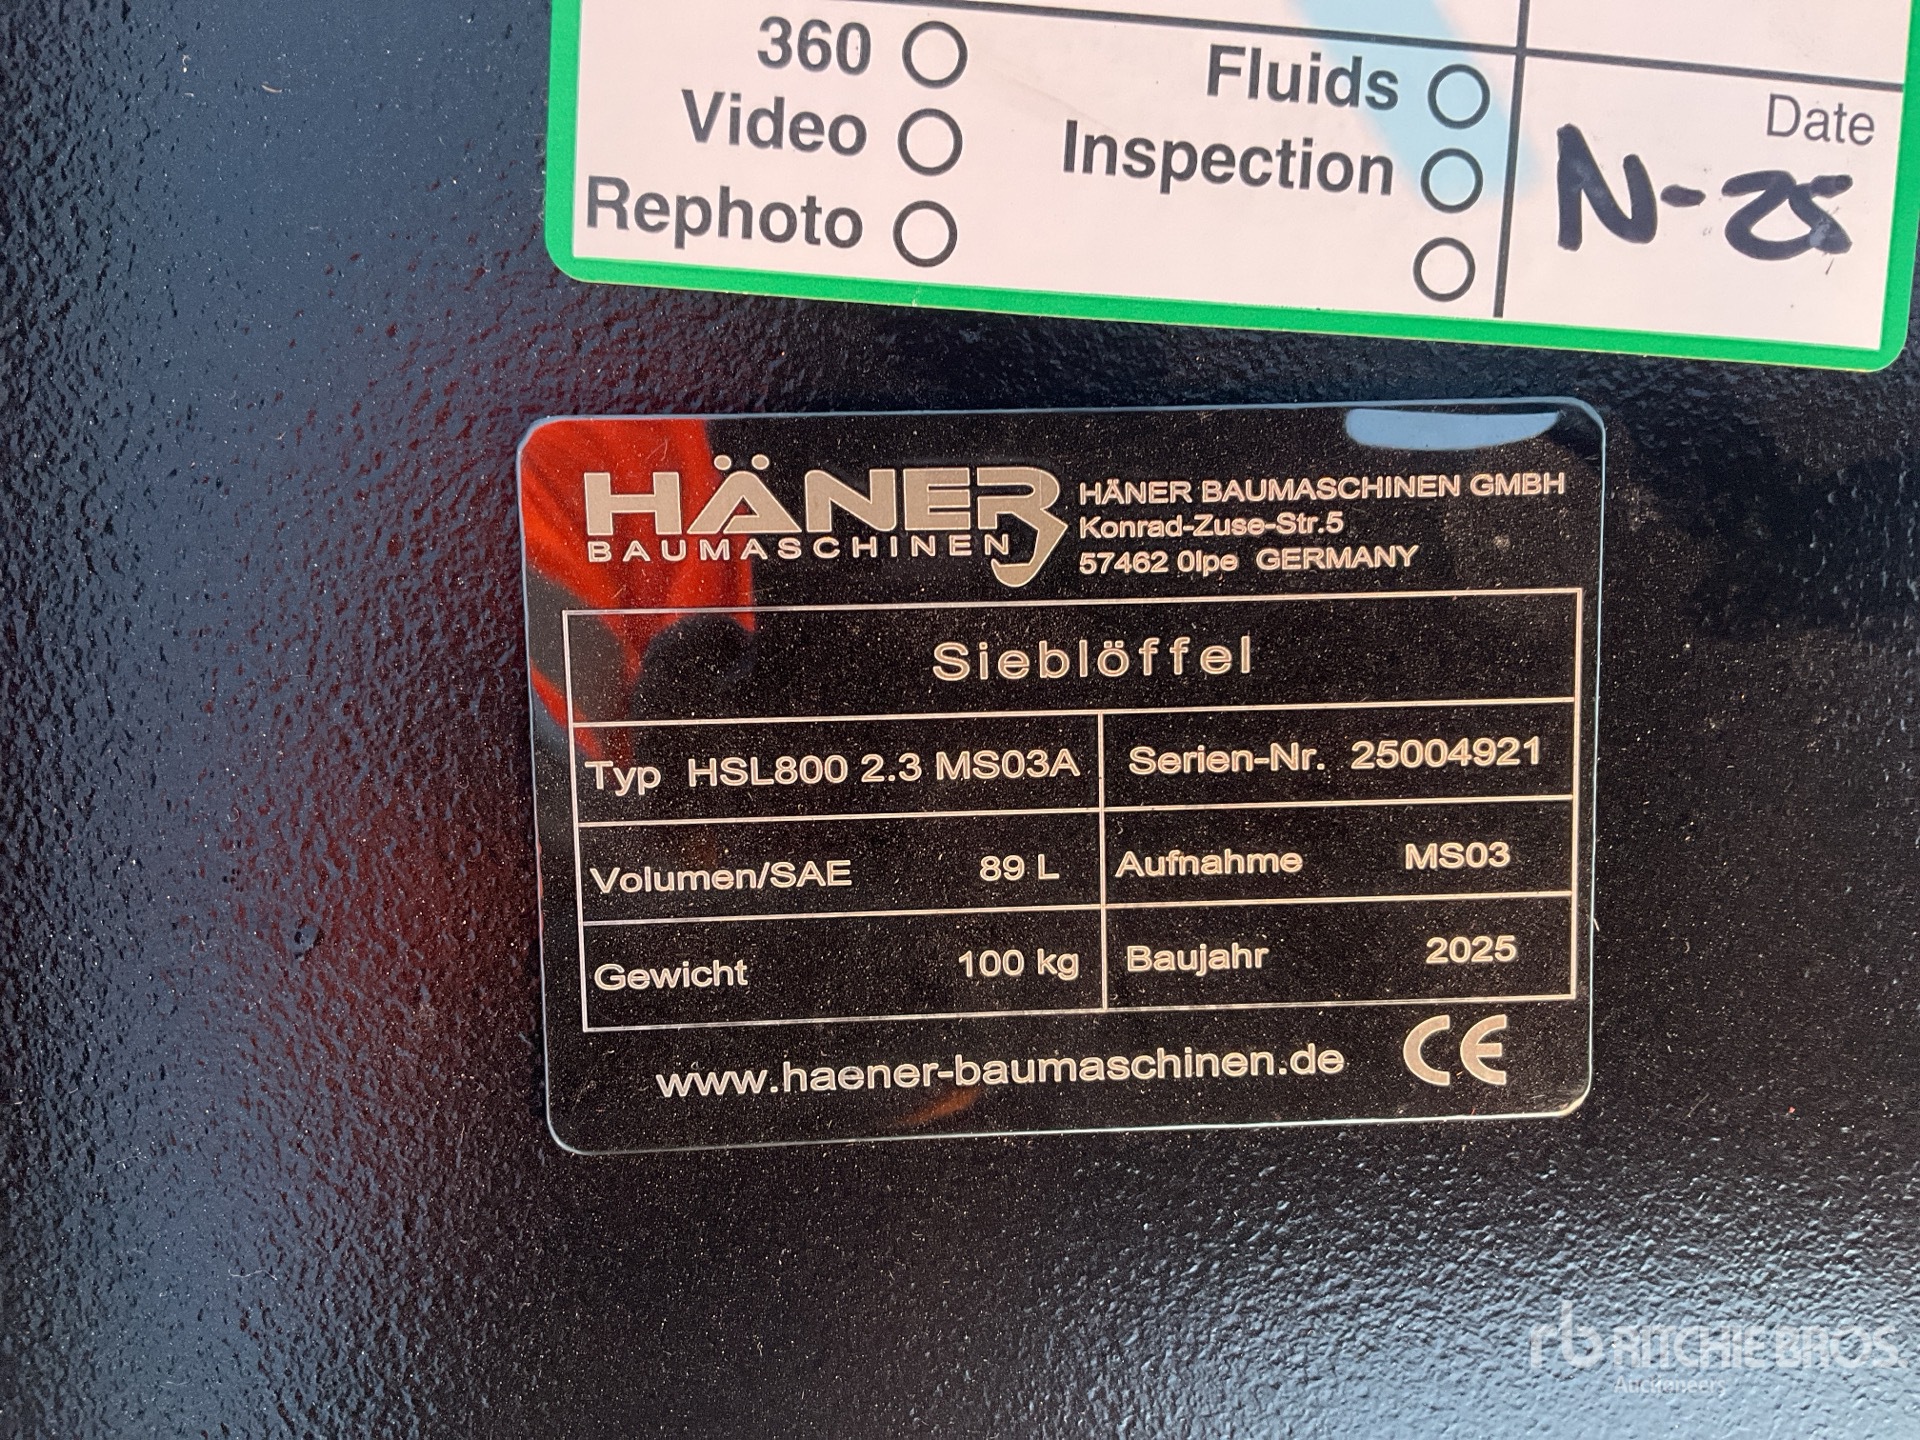 360 Fluids
Video Inspection Date
Rephoto N-25
HÄNER
BAUMASCHINEN
HÄNER BAUMASCHINEN GMBH
Konrad-Zuse-Str.5
57462 Olpe GERMANY
Sieblöffel
Typ HSL800 2.3 MS03A Serien-Nr. 25004921
Volumen/SAE 89 L Aufnahme MS03
Gewicht 100 kg Baujahr 2025
www.haener-baumaschinen.de CE
rb RITCHIE BROS.
Auctioneers